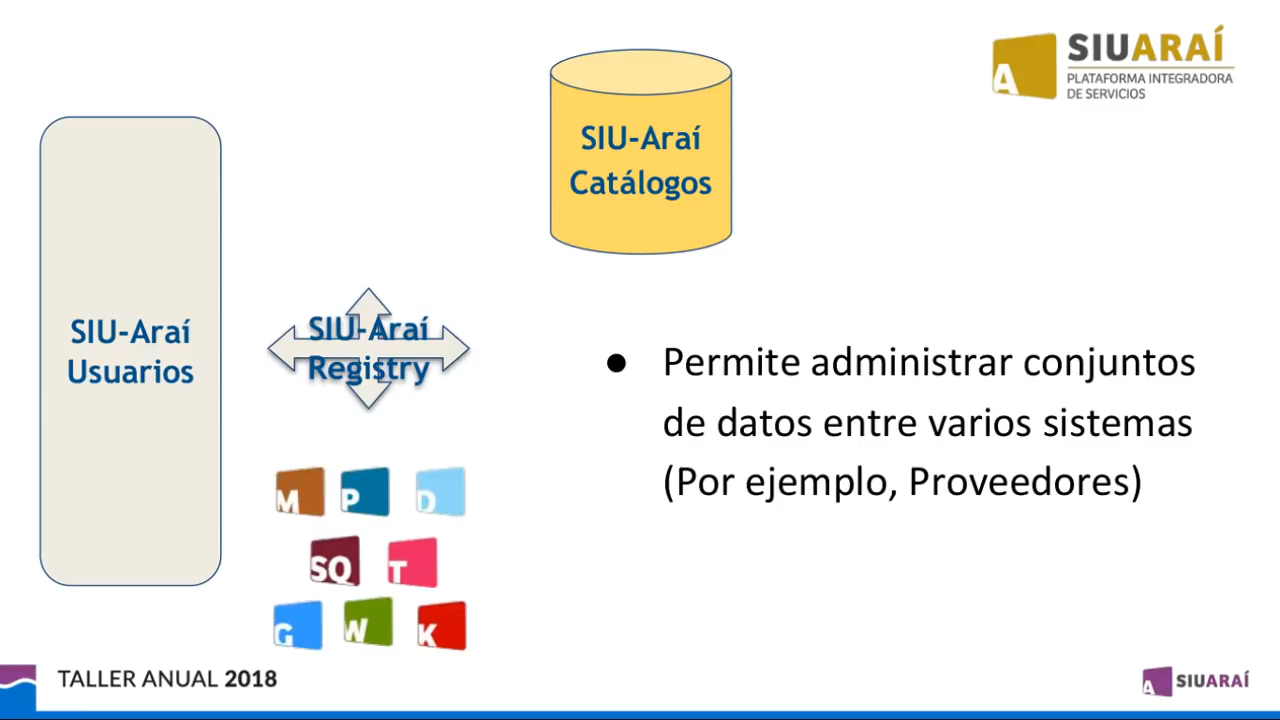 SIUARAÍ
PLATAFORMA INTEGRADORA
DE SERVICIOS
A
SIU-Araí
Catálogos
SIU-Araí
Usuarios
SIU-Araí
Registry
● Permite administrar conjuntos
de datos entre varios sistemas
(Por ejemplo, Proveedores)
M P D
SQ T
G W K
TALLER ANUAL 2018
A SIUARAÍ